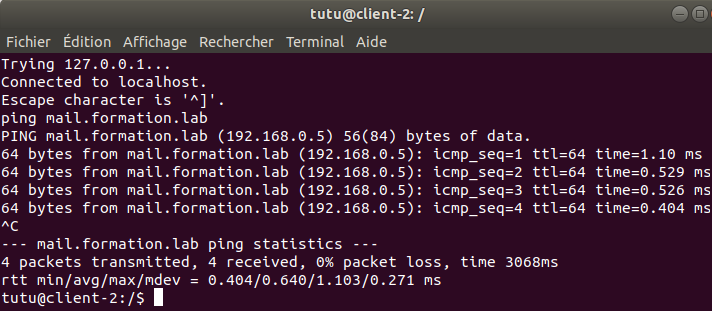 tutu@client-2: /
Fichier Édition Affichage Rechercher Terminal Aide
Trying 127.0.0.1...
Connected to localhost.
Escape character is '^]'.
ping mail.formation.lab
PING mail.formation.lab (192.168.0.5) 56(84) bytes of data.
64 bytes from mail.formation.lab (192.168.0.5): icmp_seq=1 ttl=64 time=1.10 ms
64 bytes from mail.formation.lab (192.168.0.5): icmp_seq=2 ttl=64 time=0.529 ms
64 bytes from mail.formation.lab (192.168.0.5): icmp_seq=3 ttl=64 time=0.526 ms
64 bytes from mail.formation.lab (192.168.0.5): icmp_seq=4 ttl=64 time=0.404 ms
^C
--- mail.formation.lab ping statistics ---
4 packets transmitted, 4 received, 0% packet loss, time 3068ms
rtt min/avg/max/mdev = 0.404/0.640/1.103/0.271 ms
tutu@client-2:/$